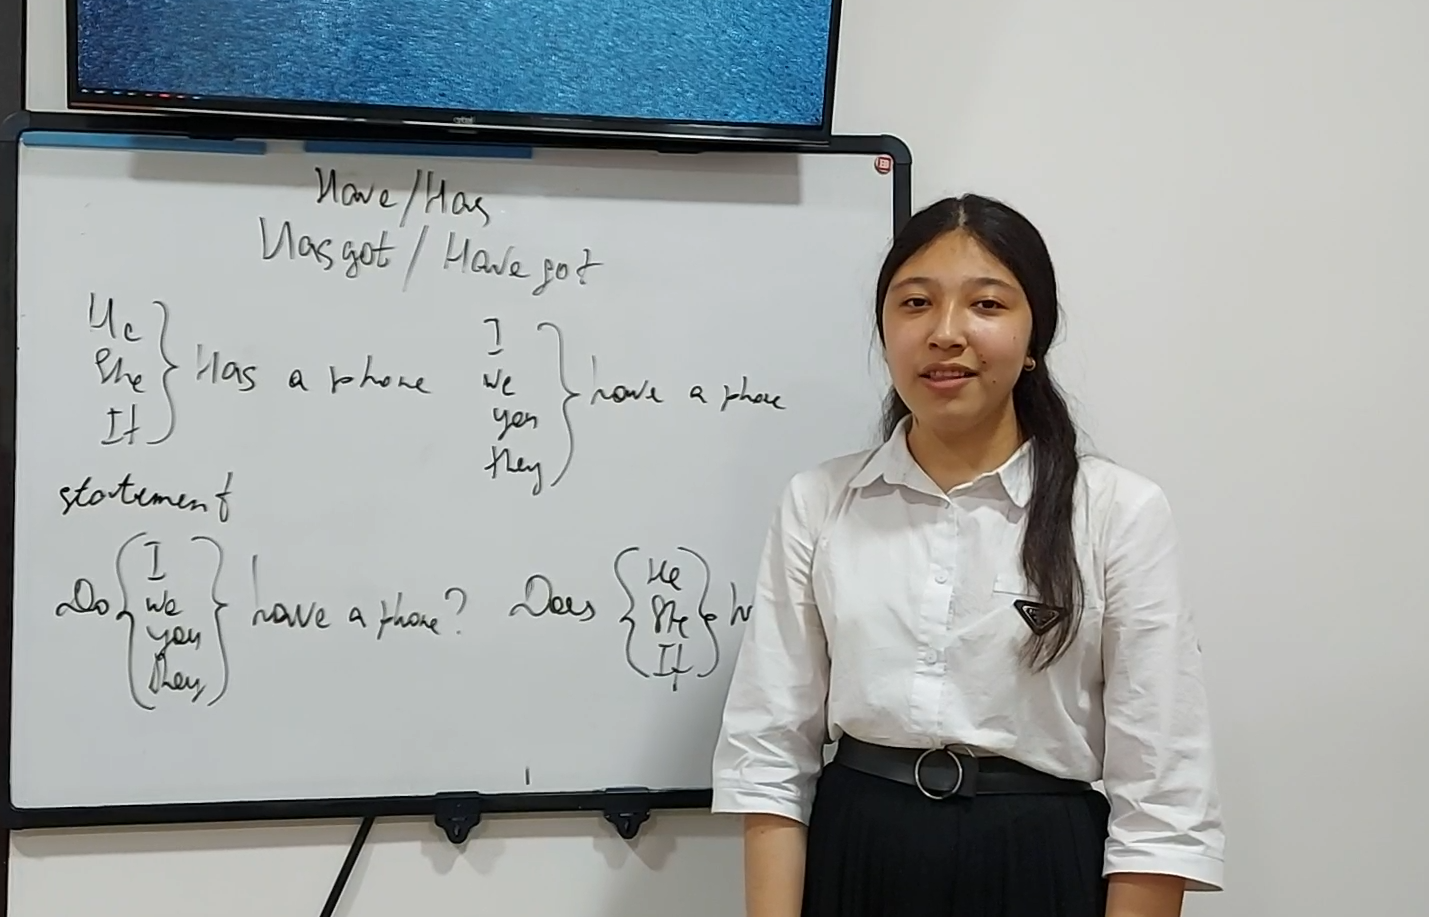 Have/Has
Has got / Have got
He
She
It
Has a phone
I
we
you
they
have a phone
statement
Do
I
we
you
they
have a phone?
Does
He
She
It